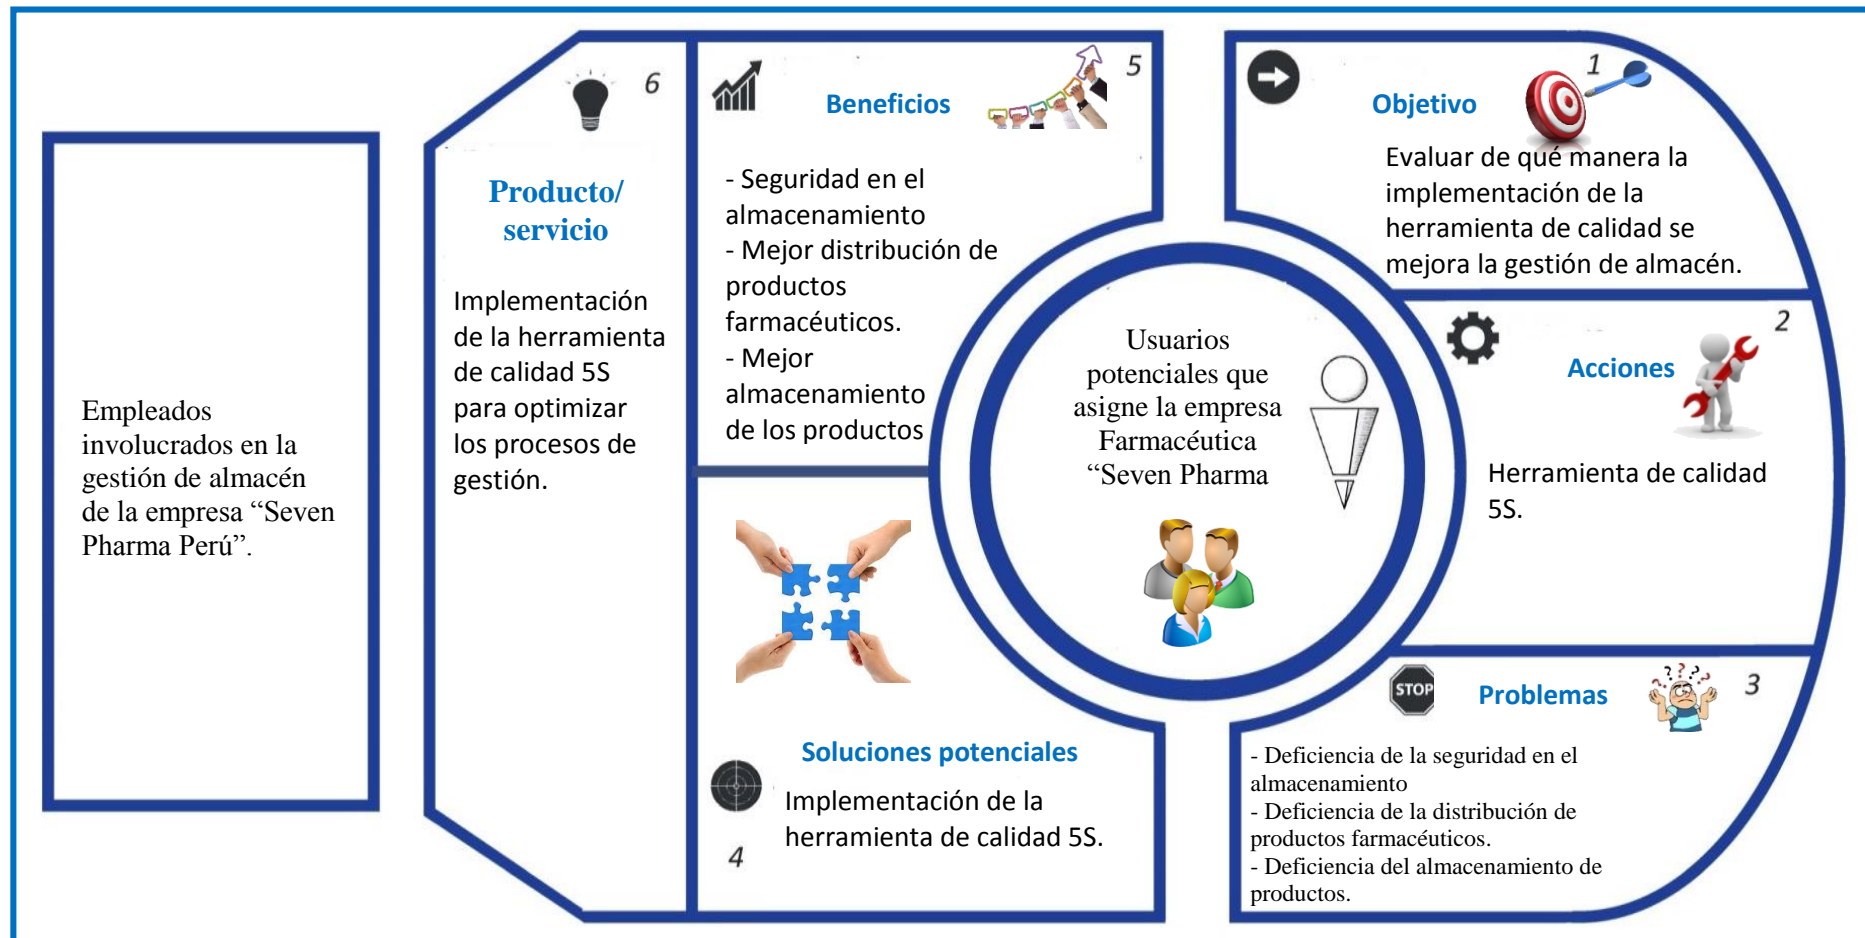 Empleados
involucrados en la
gestión de almacén
de la empresa “Seven
Pharma Perú”.
6
Producto/
servicio
Implementación
de la herramienta
de calidad 5S
para optimizar
los procesos de
gestión.
5
Beneficios
- Seguridad en el
almacenamiento
- Mejor distribución de
productos
farmacéuticos.
- Mejor
almacenamiento
de los productos
Soluciones potenciales
Implementación de la
herramienta de calidad 5S.
4
Usuarios
potenciales que
asigne la empresa
Farmacéutica
“Seven Pharma
1
Objetivo
Evaluar de qué manera la
implementación de la
herramienta de calidad se
mejora la gestión de almacén.
2
Acciones
Herramienta de calidad
5S.
STOP
Problemas
3
- Deficiencia de la seguridad en el
almacenamiento
- Deficiencia de la distribución de
productos farmacéuticos.
- Deficiencia del almacenamiento de
productos.